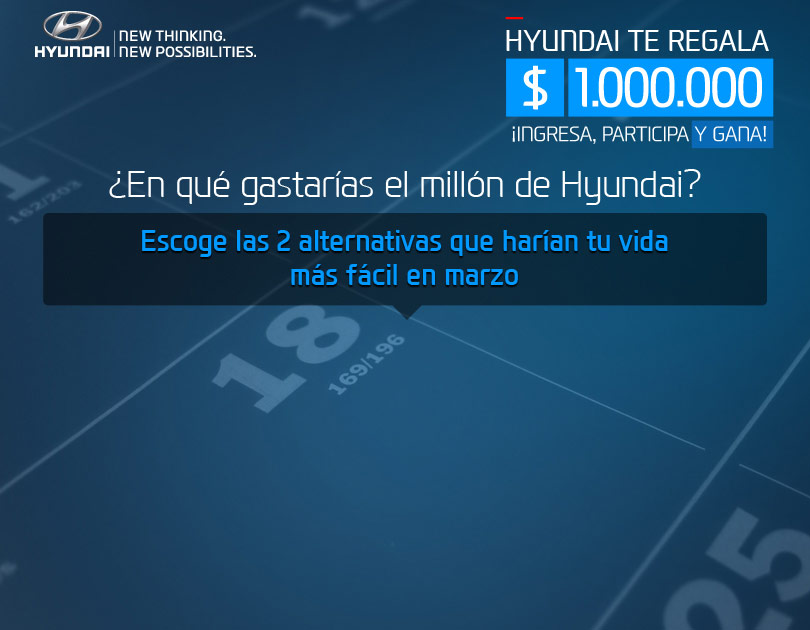 HYUNDAI
NEW THINKING.
NEW POSSIBILITIES.
HYUNDAI TE REGALA
$ 1.000.000
¡INGRESA, PARTICIPA Y GANA!
¿En qué gastarías el millón de Hyundai?
Escoge las 2 alternativas que harían tu vida
más fácil en marzo
1
162/203
18
169/196
25